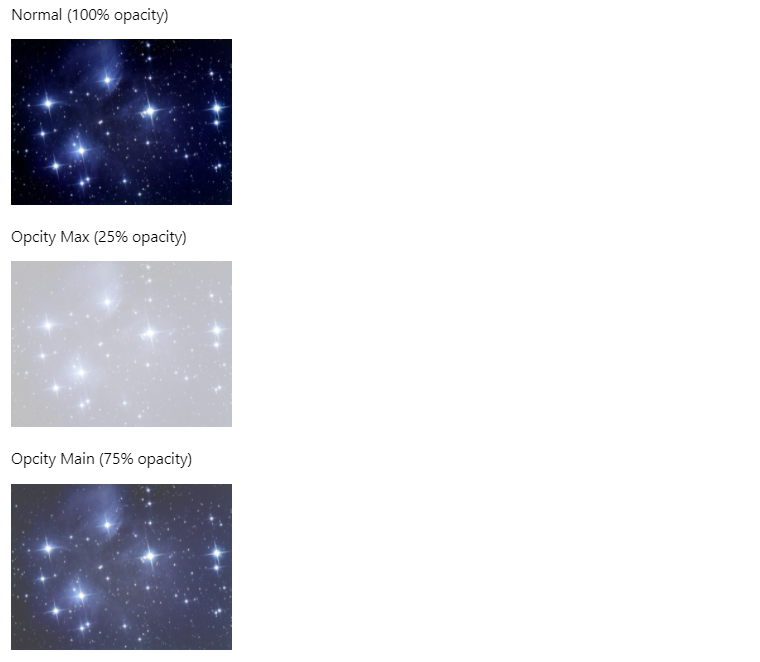 Normal (100% opacity)
Opcity Max (25% opacity)
Opcity Main (75% opacity)